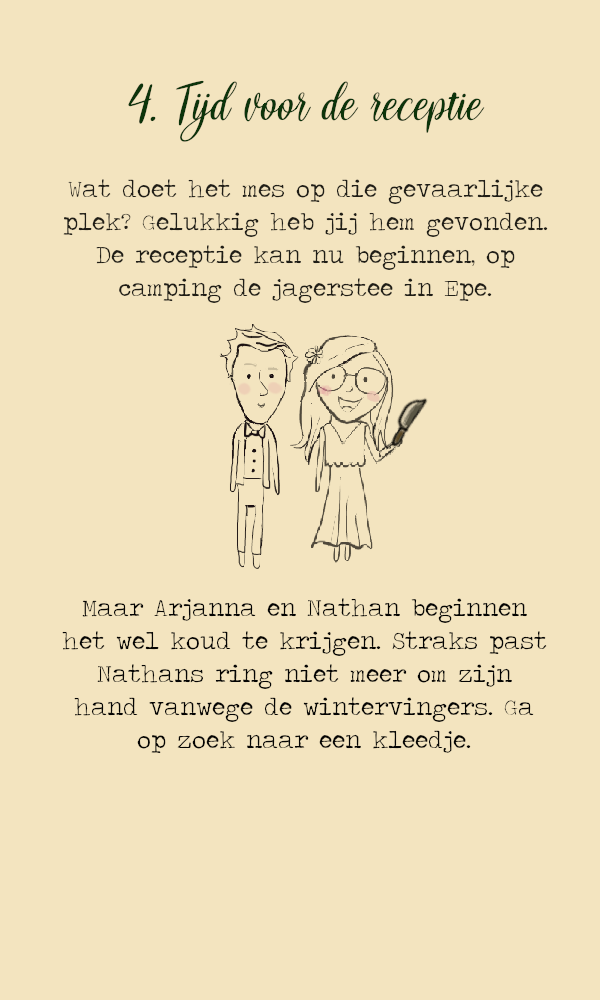 4. Tijd voor de receptie
Wat doet het mes op die gevaarlijke
plek? Gelukkig heb jij hem gevonden.
De receptie kan nu beginnen, op
camping de jagerstee in Epe.
Maar Arjanna en Nathan beginnen
het wel koud te krijgen. Straks past
Nathans ring niet meer om zijn
hand vanwege de wintervingers. Ga
op zoek naar een kleedje.